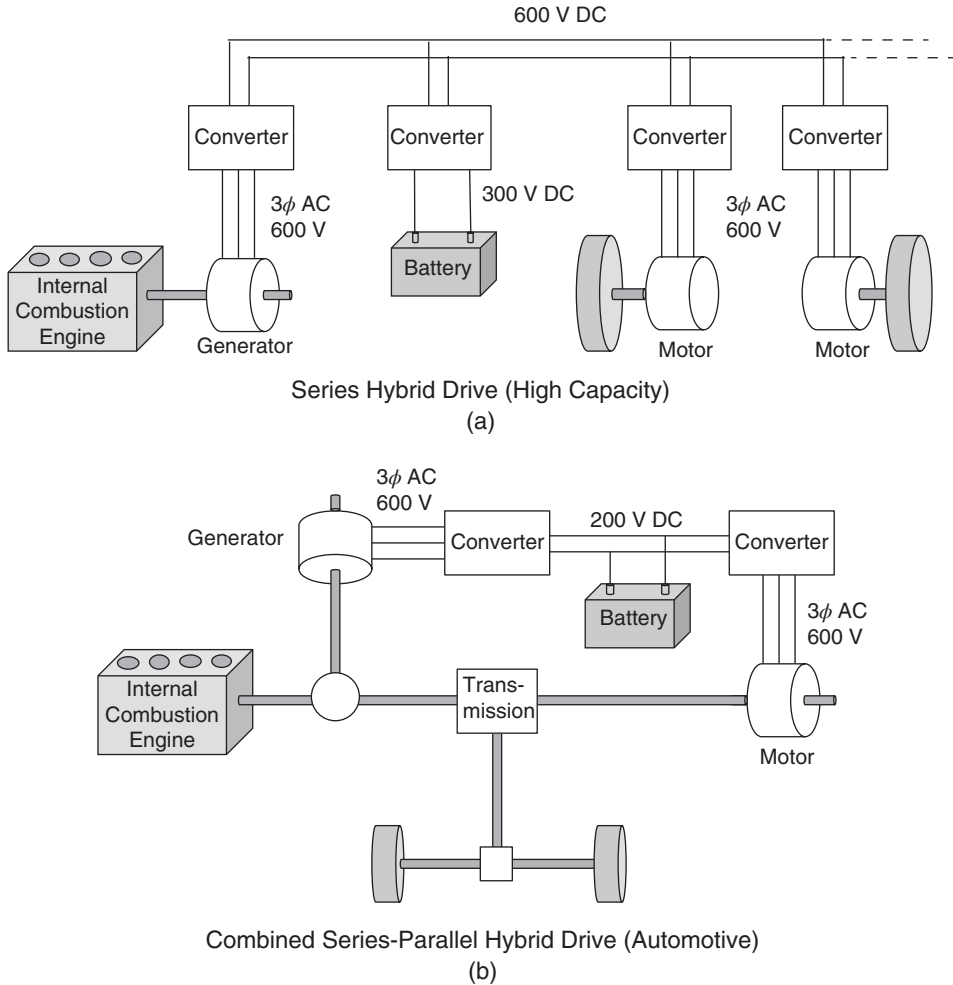 600 V DC
Converter
Converter
Converter
Converter
3ϕ AC
600 V
300 V DC
3ϕ AC
600 V
Battery
Internal
Combustion
Engine
Generator
Motor
Motor
Series Hybrid Drive (High Capacity)
(a)
3ϕ AC
600 V
Generator
Converter
200 V DC
Converter
Battery
3ϕ AC
600 V
Internal
Combustion
Engine
Trans-
mission
Motor
Combined Series-Parallel Hybrid Drive (Automotive)
(b)